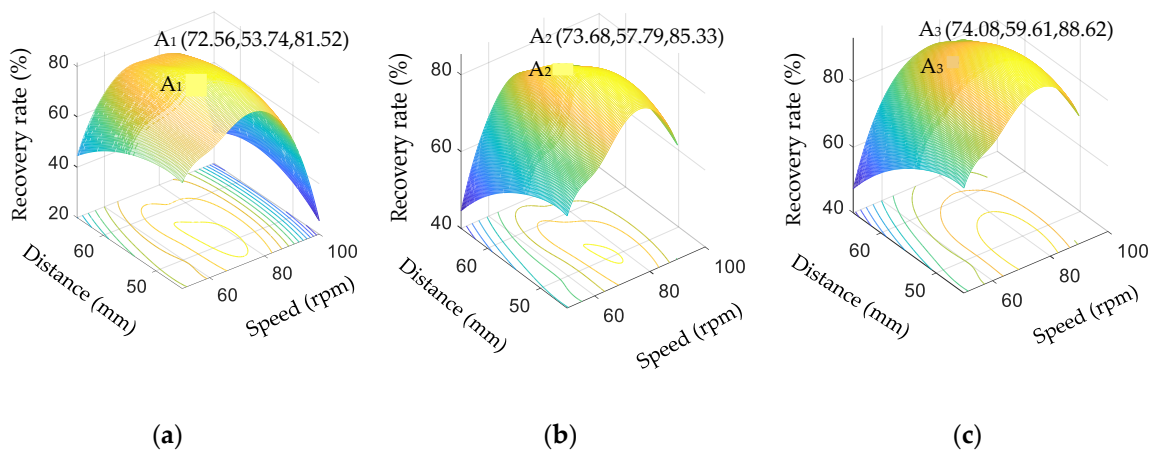 A1 (72.56,53.74,81.52)
A1
Recovery rate (%)
80
60
40
20
60
50
Distance (mm)
60
80
100
Speed (rpm)
(a)
A2 (73.68,57.79,85.33)
A2
Recovery rate (%)
80
60
40
60
50
Distance (mm)
60
80
100
Speed (rpm)
(b)
A3 (74.08,59.61,88.62)
A3
Recovery rate (%)
80
60
40
60
50
Distance (mm)
60
80
100
Speed (rpm)
(c)